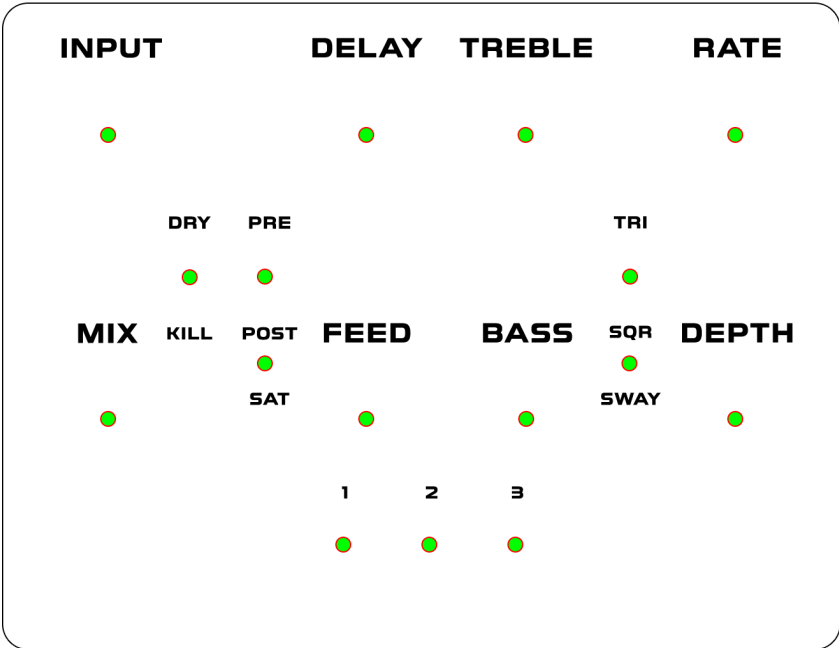 INPUT DELAY TREBLE RATE
DRY PRE TRI
MIX KILL POST FEED BASS SQR DEPTH
SAT SWAY
1 2 3